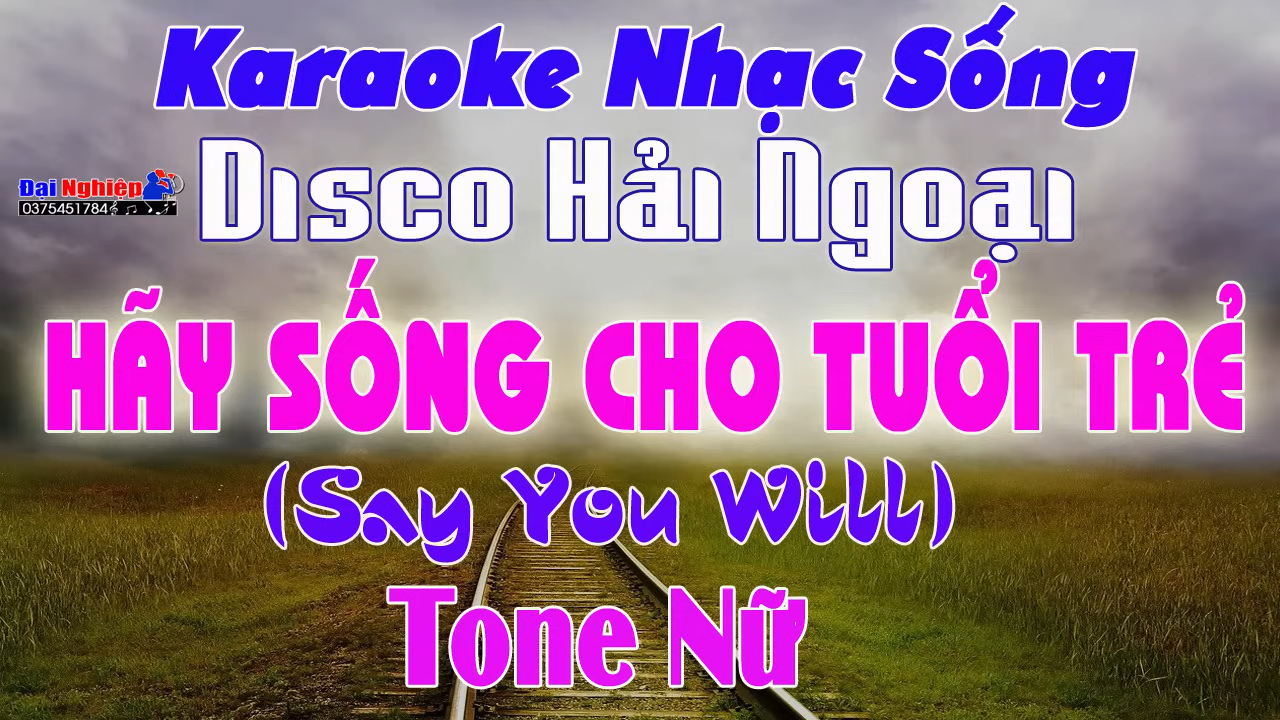 Karaoke Nhạc Sống
Disco Hải Ngoại
Đại Nghiệp
0375451784
HÃY SỐNG CHO TUỔI TRẺ
(Say You Will)
Tone Nữ